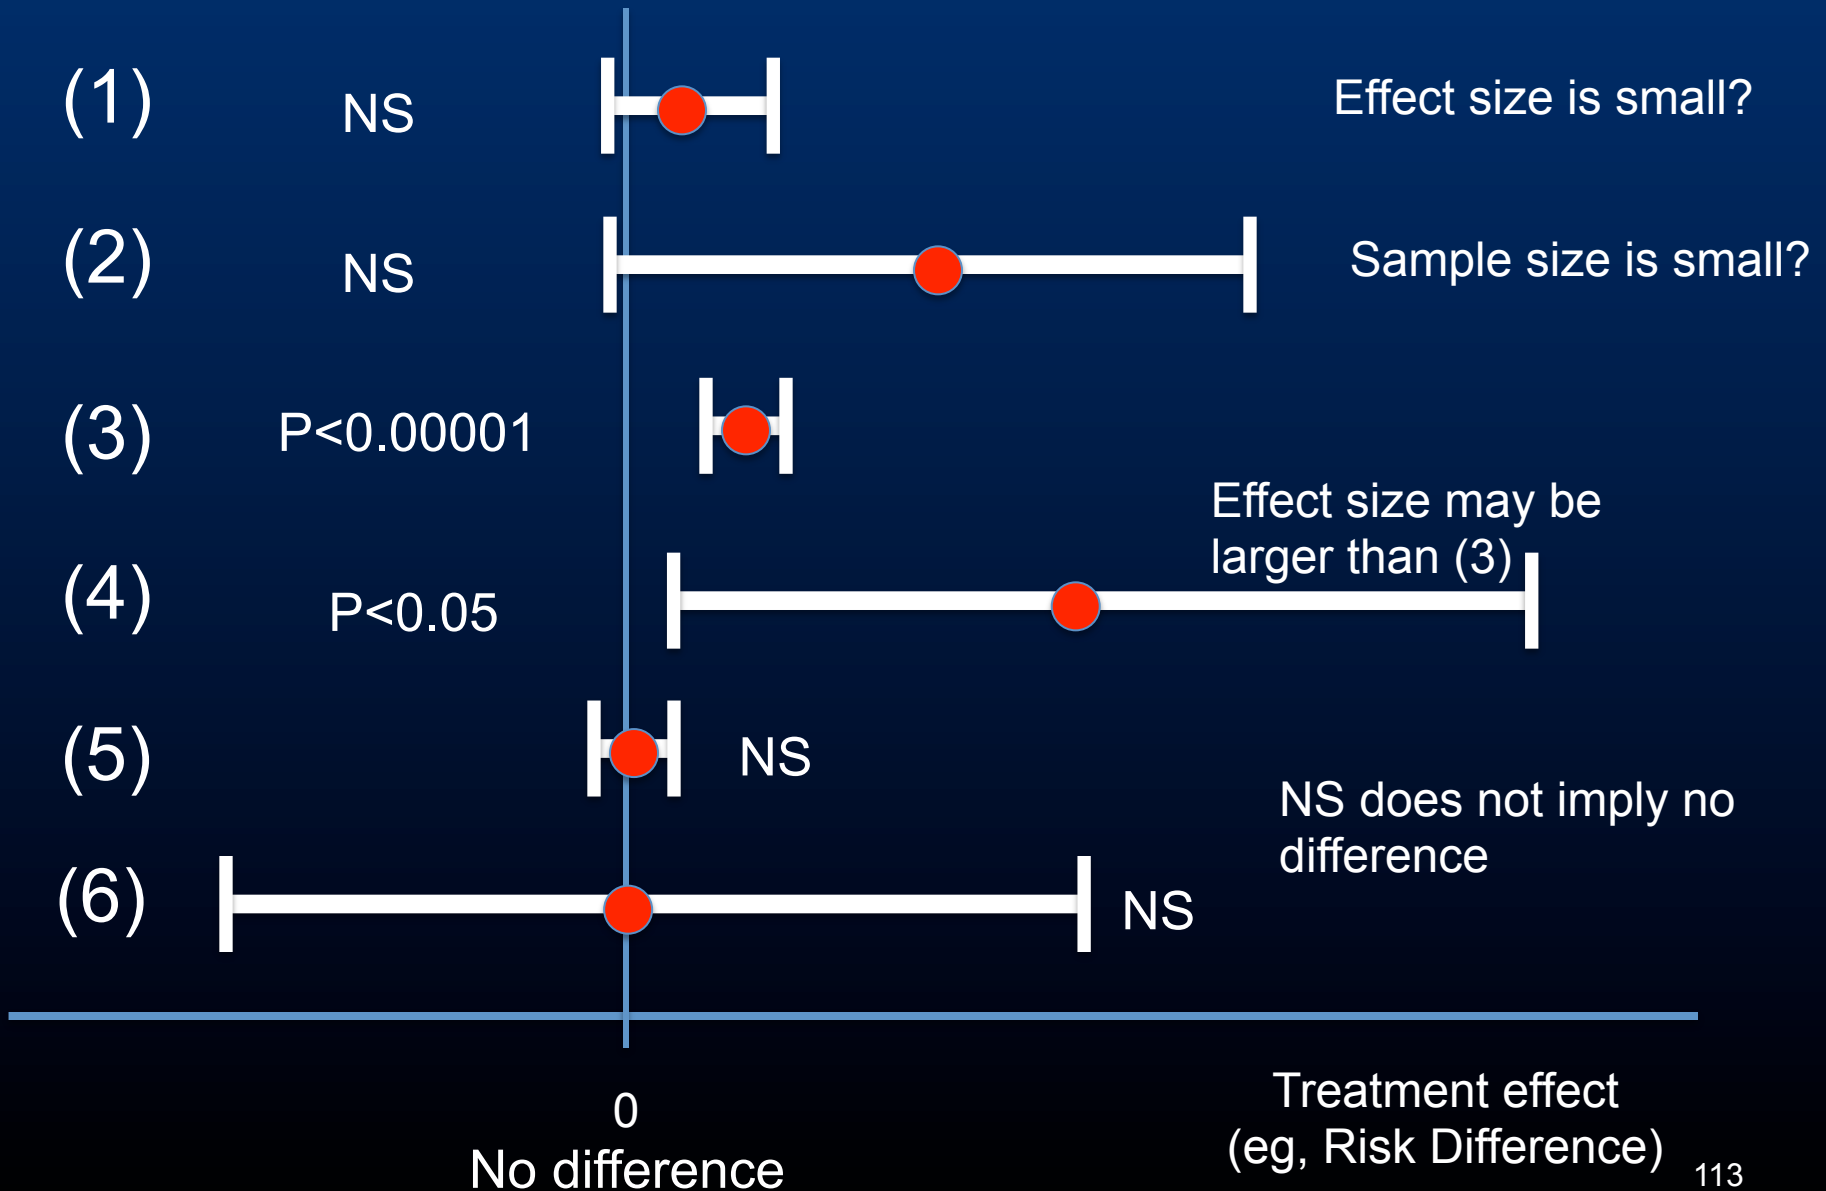 (1)
NS
Effect size is small?
(2)
NS
Sample size is small?
(3)
P<0.00001
Effect size may be
larger than (3)
(4)
P<0.05
(5)
NS
NS does not imply no
difference
(6)
NS
0
No difference
Treatment effect
(eg, Risk Difference)
113